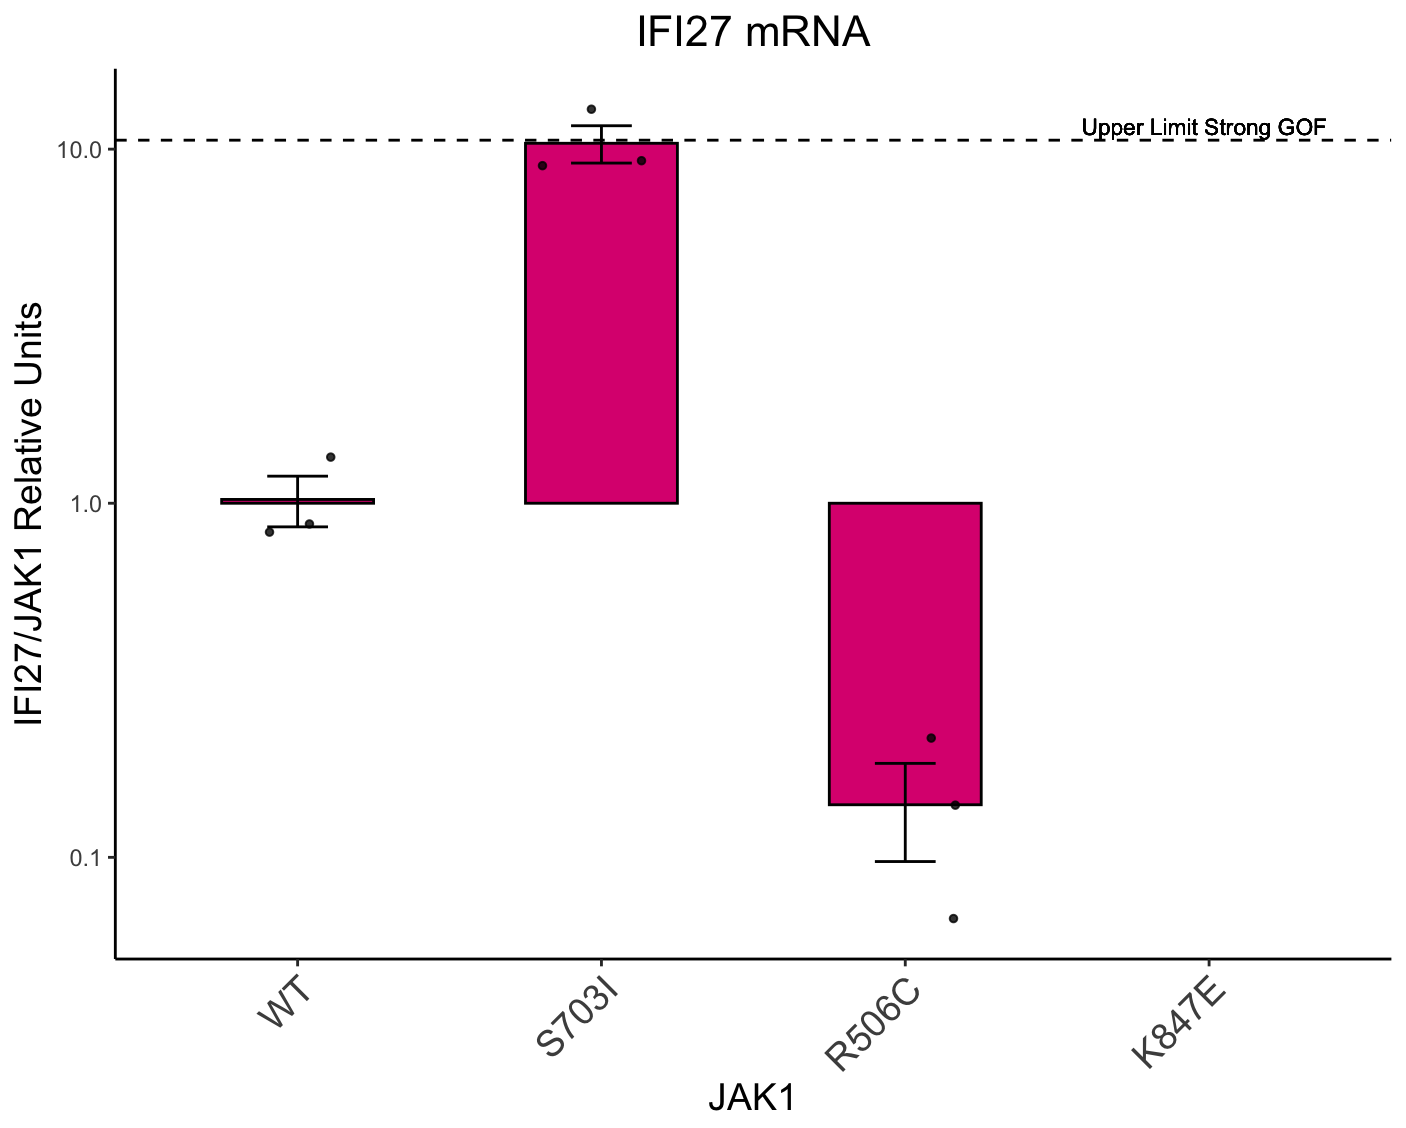 IFI27 mRNA
Upper Limit Strong GOF
10.0
1.0
0.1
IFI27/JAK1 Relative Units
WT
S703I
R506C
K847E
JAK1